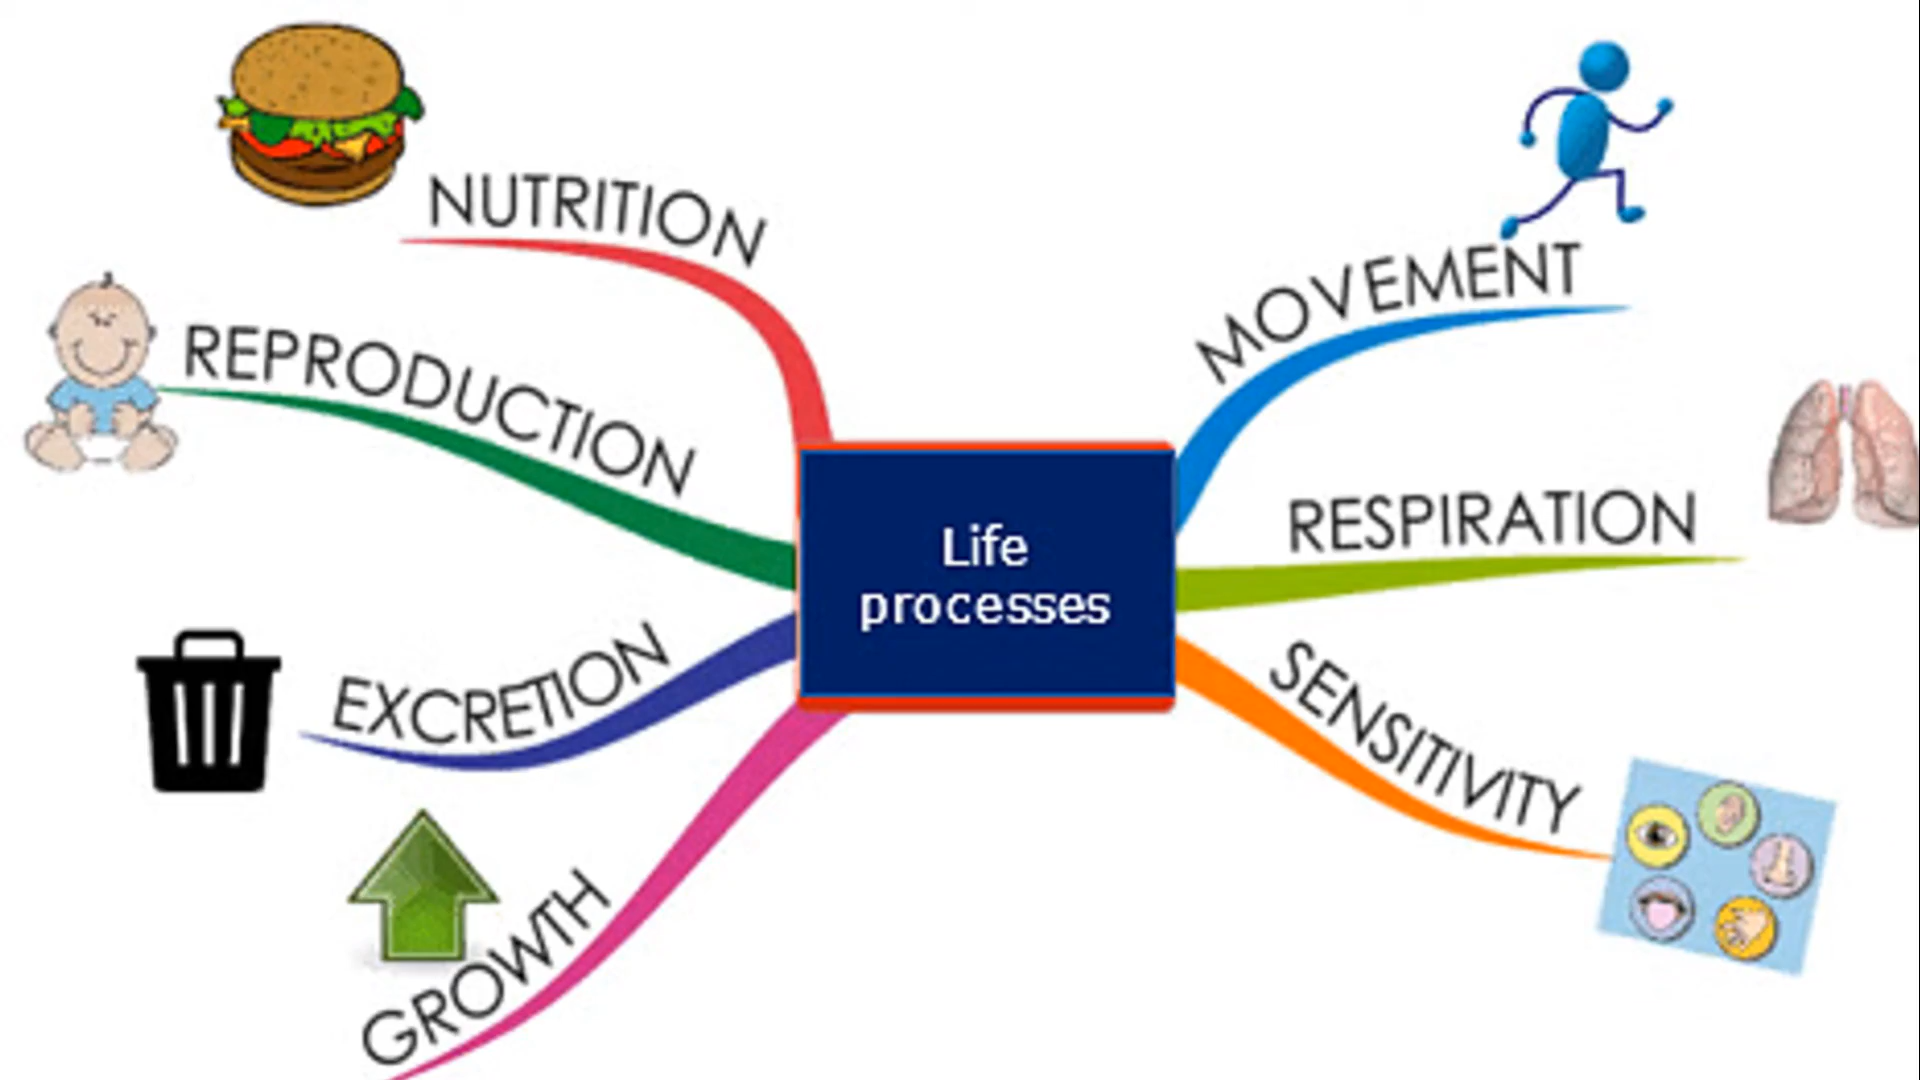 NUTRITION
MOVEMENT
REPRODUCTION
RESPIRATION
Life
processes
EXCRETION
SENSITIVITY
GROWTH